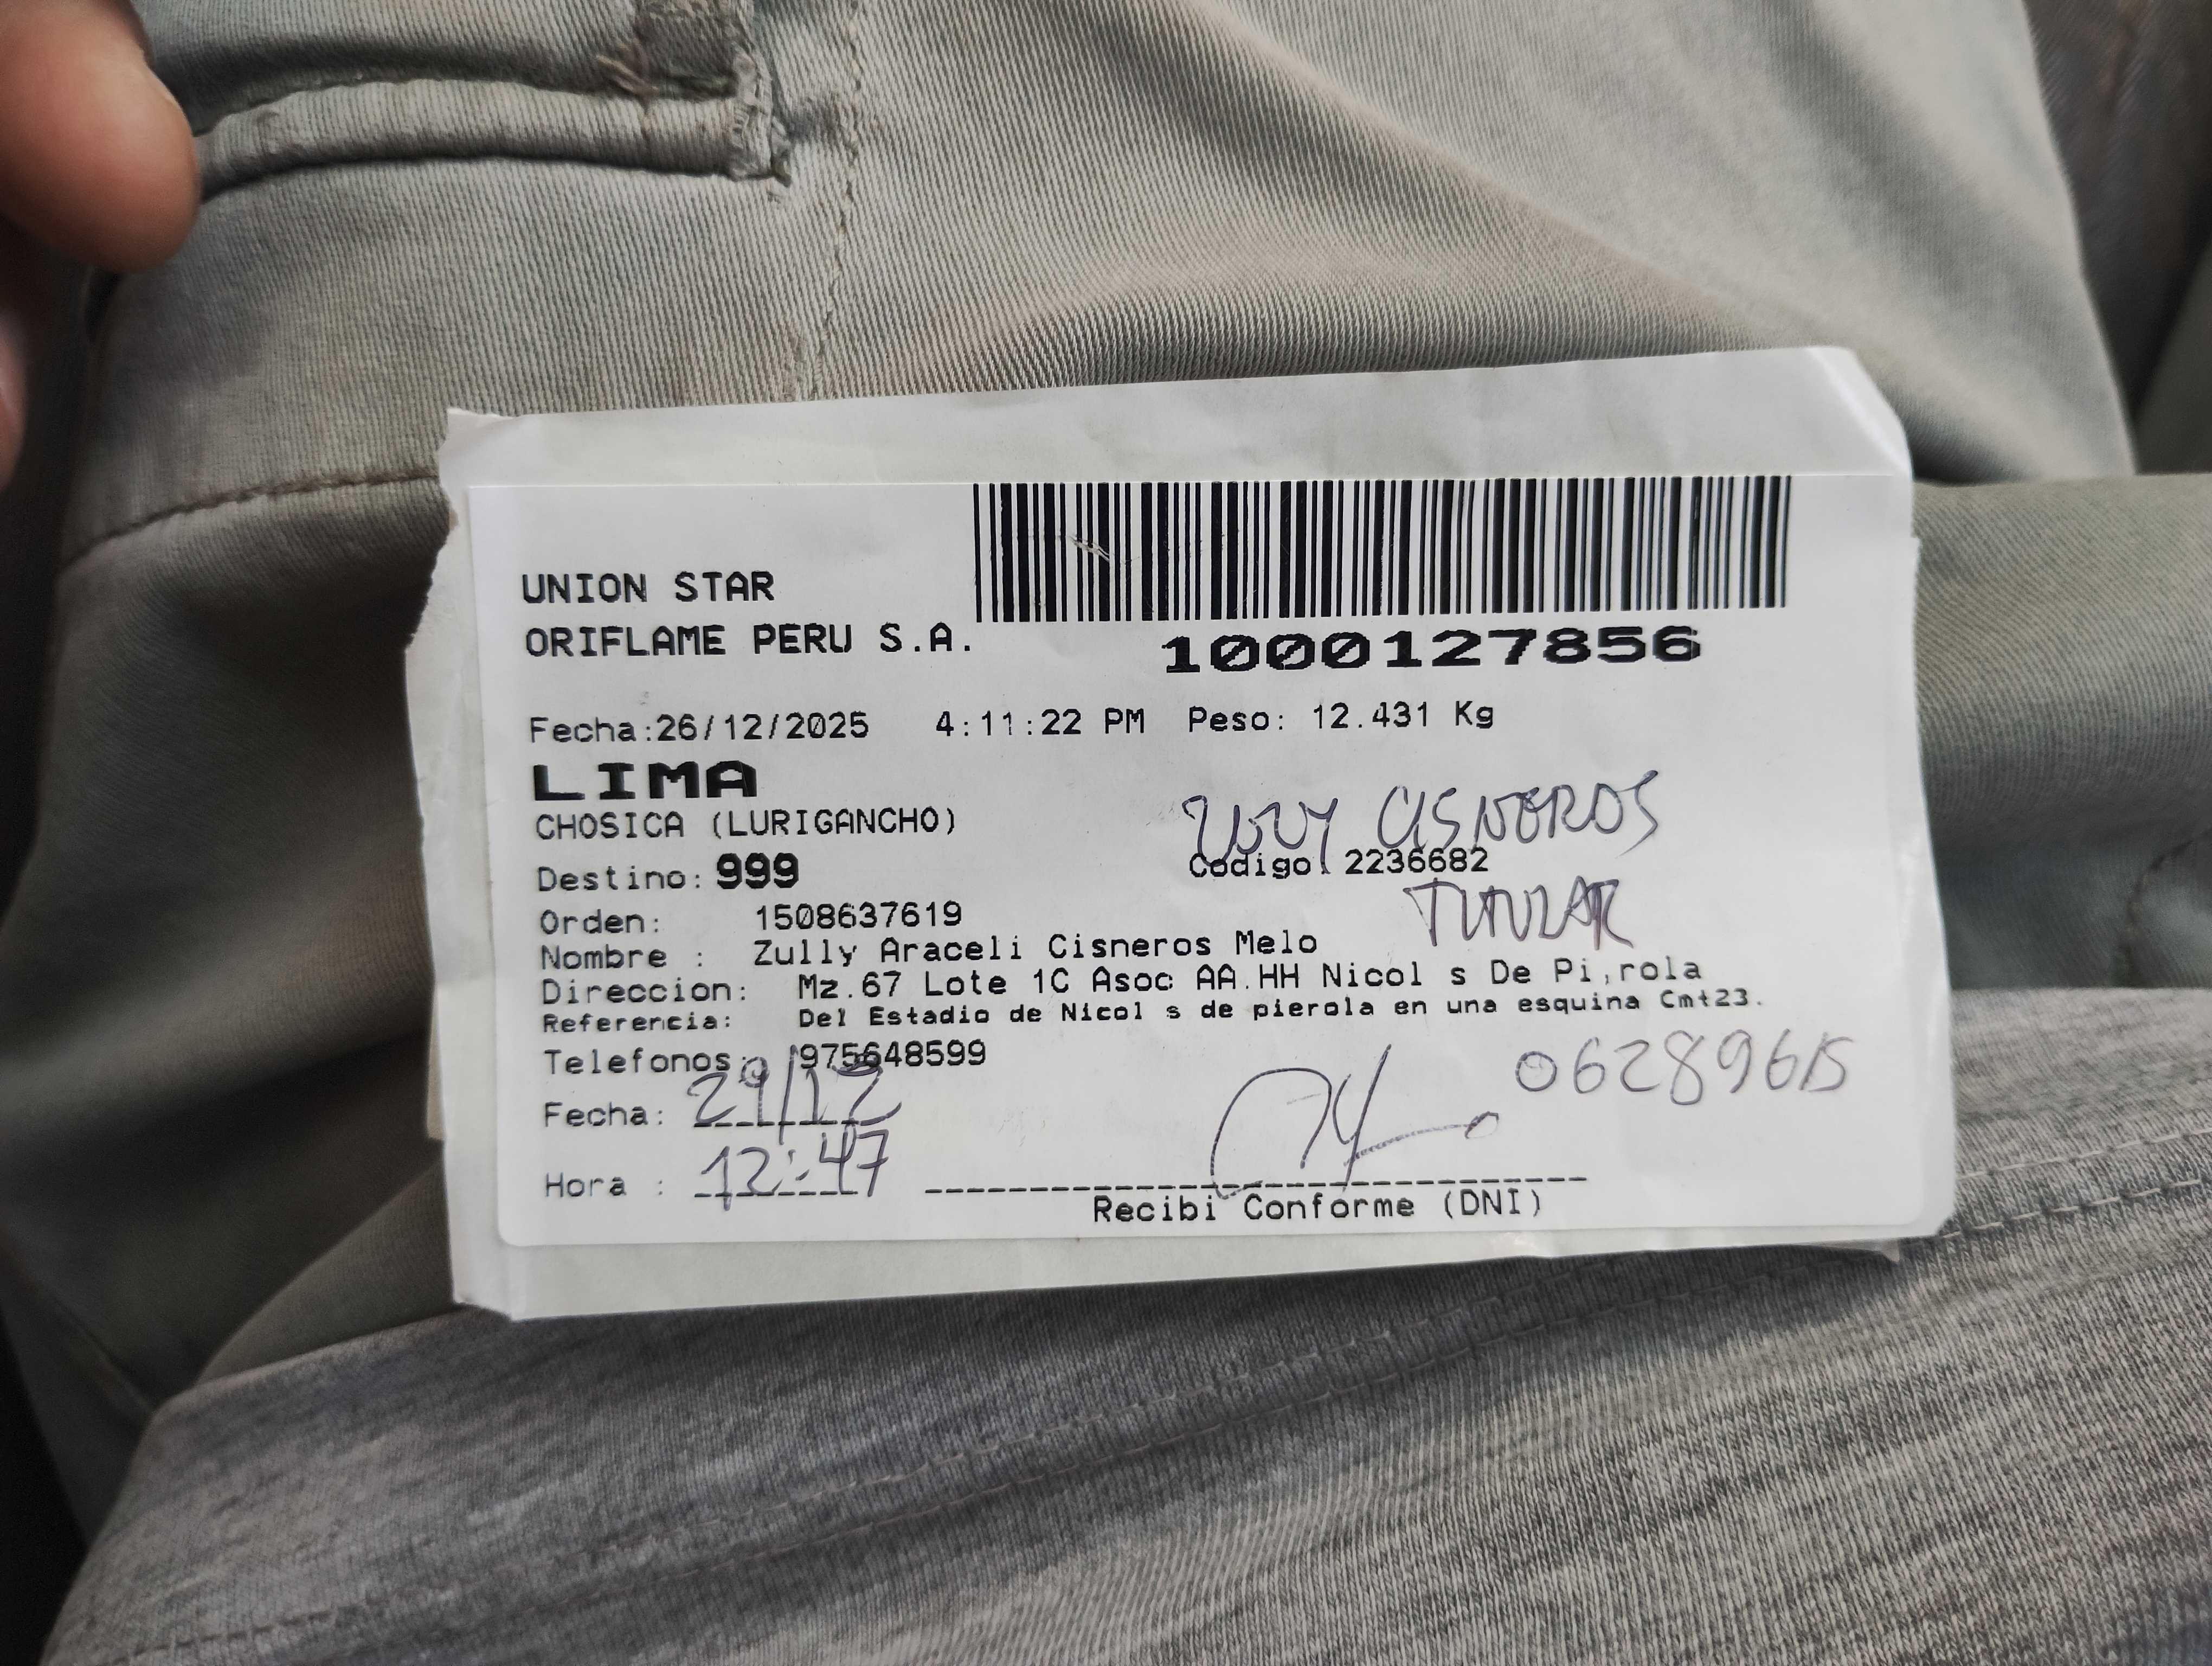 UNION STAR
ORIFLAME PERU S.A.
1000127856
Fecha:26/12/2025 4:11:22 PM Peso: 12.431 Kg
LIMA
CHOSICA (LURIGANCHO)
ZULLY CISNEROS
Destino: 999 Codigo: 2236682
TITULAR
Orden: 1508637619
Nombre : Zully Araceli Cisneros Melo
Direccion: Mz.67 Lote 1C Asoc AA.HH Nicol s De Pi,rola
Referencia: Del Estadio de Nicol s de pierola en una esquina Cmt23.
Telefonos: 975648599
Fecha: 29/12
Hora : 12:47
Recibi Conforme (DNI)